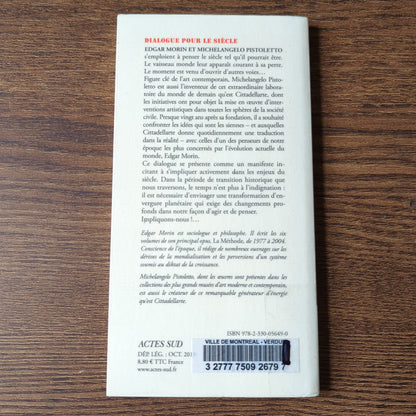 DIALOGUE POUR LE SIÈCLE
EDGAR MORIN ET MICHELANGELO PISTOLETTO
s'emploient à penser le siècle tel qu'il pourrait être.
Le vaisseau monde leur apparaît courant à sa perte.
Le moment est venu d'ouvrir d'autres voies…
Figure clé de l'art contemporain, Michelangelo Pisto-
letto est aussi l'inventeur de cet extraordinaire labora-
toire du monde de demain qu'est Cittadellarte, dont
les initiatives ont pour objet la mise en œuvre d'inter-
ventions artistiques dans toutes les sphères de la société
civile. Presque vingt ans après sa fondation, il a souhaité
confronter les idées qui sont les siennes – et auxquelles
Cittadellarte donne quotidiennement une traduction
dans la réalité – avec celles d'un des penseurs de notre
époque les plus concernés par l'évolution actuelle du
monde, Edgar Morin.
Ce dialogue se présente comme un manifeste in-
citant à s'impliquer activement dans les enjeux du
siècle. Dans la période de transition historique que
nous traversons, le temps n'est plus à l'indignation :
il est nécessaire d'envisager une transformation d'en-
vergure planétaire qui exige des changements profonds
dans notre façon d'agir et de penser.
Impliquons-nous !…
Edgar Morin est sociologue et philosophe. Il écrit les six
volumes de son principal opus, La Méthode, de 1977 à 2004.
Conscience de l'époque, il rédige de nombreux ouvrages sur les
dérives de la mondialisation et les perversions d'un système
soumis au diktat de la croissance.
Michelangelo Pistoletto, dont les œuvres sont présentes dans les
collections des plus grands musées d'art moderne et contemporain,
est aussi le créateur de ce remarquable générateur d'énergie
qu'est Cittadellarte.
ISBN 978-2-330-05649-0
ACTES SUD
DÉP. LÉG. : OCT.
8,80 € TTC France
www.actes-sud.fr
VILLE DE MONTREAL - VERDUN
3 2777 7509 2679 7